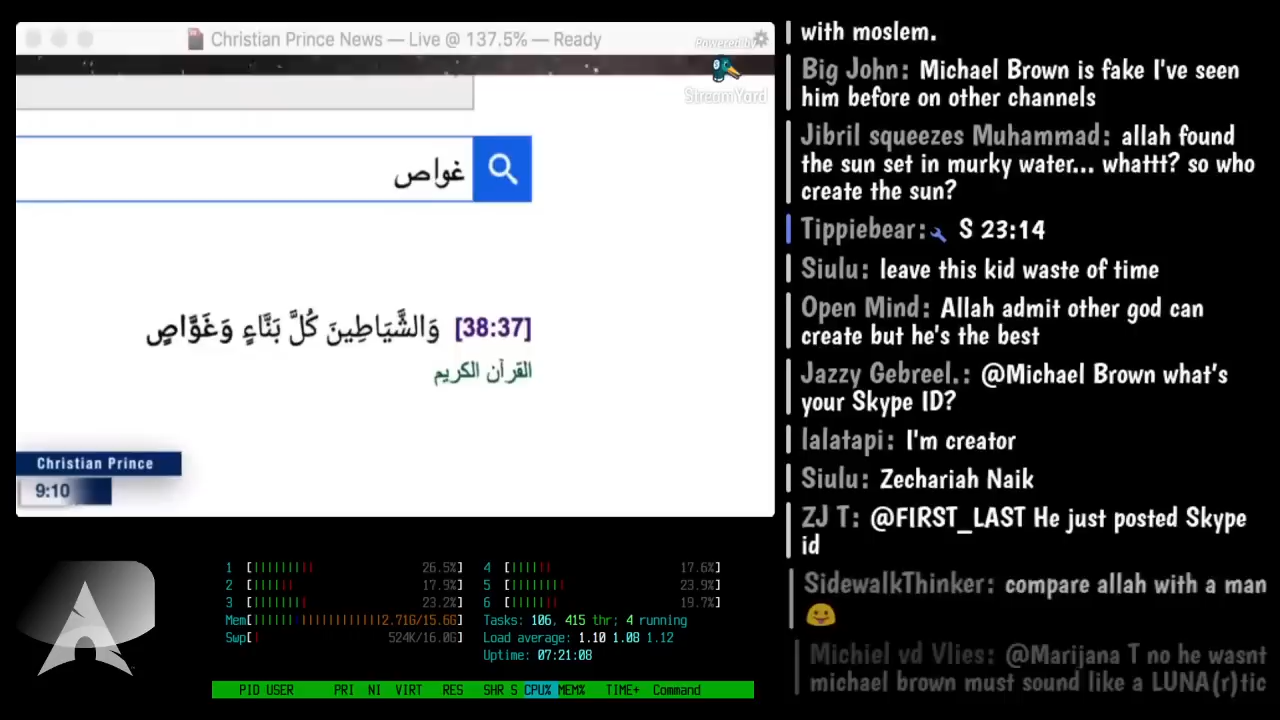 Christian Prince News — Live @ 137.5% — Ready
Powered by
StreamYard
غواص
[38:37] وَالشَّيَاطِينَ كُلَّ بَنَّاءٍ وَغَوَّاصٍ
القرآن الكريم
Christian Prince
9:10
1 [|||||||||| 26.5%]
2 [||||||| 17.9%]
3 [||||||||| 23.2%]
Mem[||||||||||||||||||||||2.71G/15.6G]
Swp[| 524K/16.0G]
4 [||||||| 17.6%]
5 [||||||||| 23.9%]
6 [||||||| 19.7%]
Tasks: 106, 415 thr; 4 running
Load average: 1.10 1.08 1.12
Uptime: 07:21:08
PID USER PRI NI VIRT RES SHR S CPU% MEM% TIME+ Command
with moslem.
Big John: Michael Brown is fake I've seen
him before on other channels
Jibril squeezes Muhammad: allah found
the sun set in murky water... whattt? so who
create the sun?
Tippiebear: S 23:14
Siulu: leave this kid waste of time
Open Mind: Allah admit other god can
create but he's the best
Jazzy Gebreel.: @Michael Brown what's
your Skype ID?
lalatapi: I'm creator
Siulu: Zechariah Naik
ZJ T: @FIRST_LAST He just posted Skype
id
SidewalkThinker: compare allah with a man
😛
Michiel vd Vlies: @Marijana T no he wasnt
michael brown must sound like a LUNA(r)tic